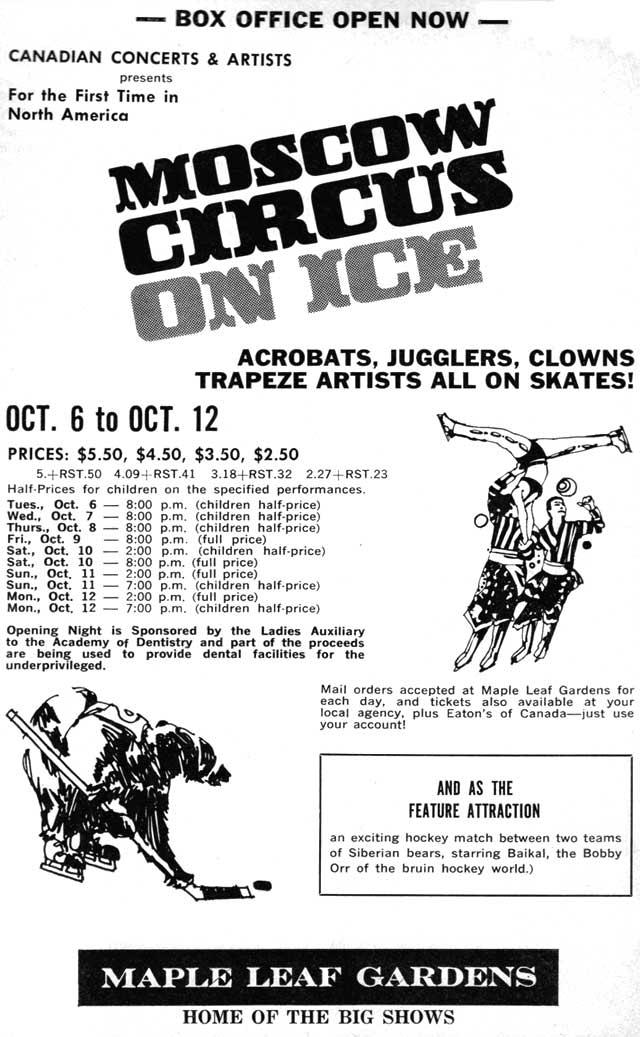 — BOX OFFICE OPEN NOW —
CANADIAN CONCERTS & ARTISTS
presents
For the First Time in
North America
MOSCOW
CIRCUS
ON ICE
ACROBATS, JUGGLERS, CLOWNS
TRAPEZE ARTISTS ALL ON SKATES!
OCT. 6 to OCT. 12
PRICES: $5.50, $4.50, $3.50, $2.50
5.+RST.50 4.09+RST.41 3.18+RST.32 2.27+RST.23
Half-Prices for children on the specified performances.
Tues., Oct. 6 — 8:00 p.m. (children half-price)
Wed., Oct. 7 — 8:00 p.m. (children half-price)
Thurs., Oct. 8 — 8:00 p.m. (children half-price)
Fri., Oct. 9 — 8:00 p.m. (full price)
Sat., Oct. 10 — 2:00 p.m. (children half-price)
Sat., Oct. 10 — 8:00 p.m. (full price)
Sun., Oct. 11 — 2:00 p.m. (full price)
Sun., Oct. 11 — 7:00 p.m. (children half-price)
Mon., Oct. 12 — 2:00 p.m. (full price)
Mon., Oct. 12 — 7:00 p.m. (children half-price)
Opening Night is Sponsored by the Ladies Auxiliary
to the Academy of Dentistry and part of the proceeds
are being used to provide dental facilities for the
underprivileged.
Mail orders accepted at Maple Leaf Gardens for
each day, and tickets also available at your
local agency, plus Eaton's of Canada—just use
your account!
AND AS THE
FEATURE ATTRACTION
an exciting hockey match between two teams
of Siberian bears, starring Baikal, the Bobby
Orr of the bruin hockey world.)
MAPLE LEAF GARDENS
HOME OF THE BIG SHOWS